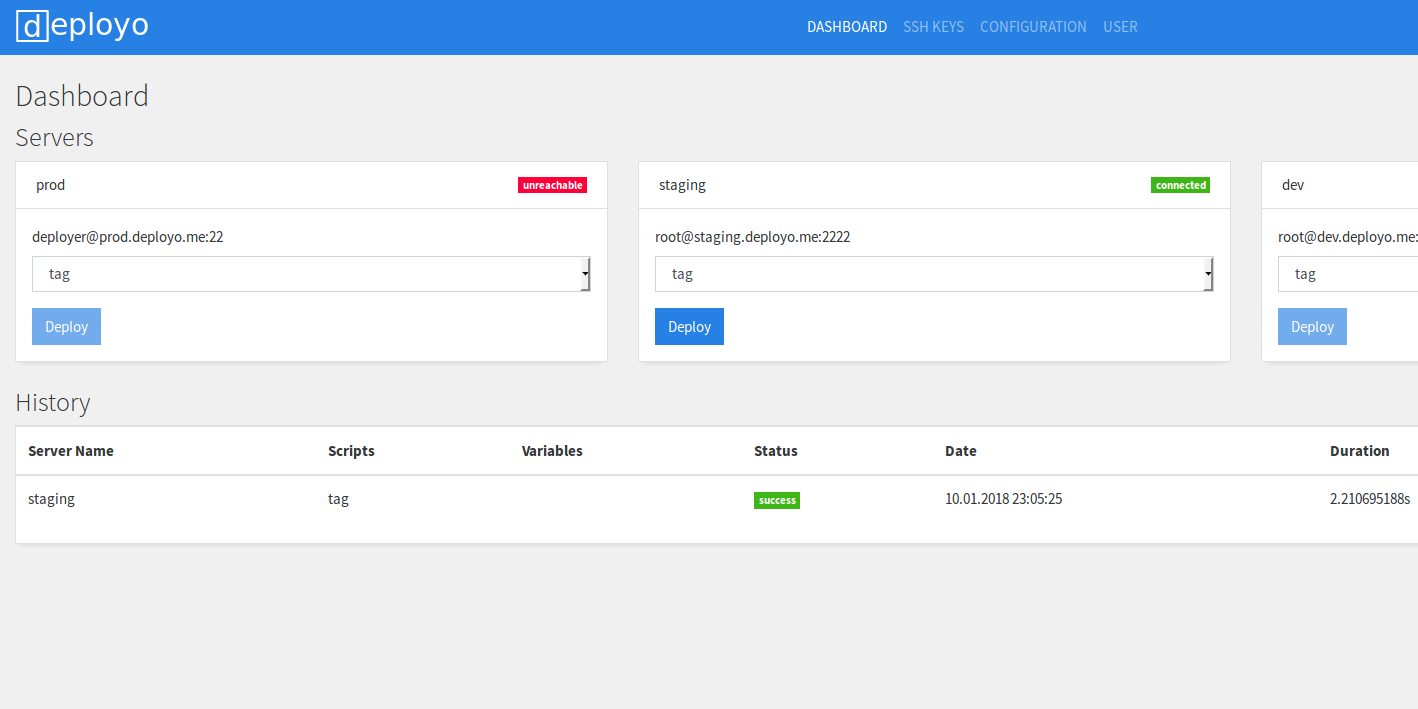 deployo
DASHBOARD SSH KEYS CONFIGURATION USER
Dashboard
Servers
prod unreachable
deployer@prod.deployo.me:22
tag
Deploy
staging connected
root@staging.deployo.me:2222
tag
Deploy
dev
root@dev.deployo.me:
tag
Deploy
History
Server Name Scripts Variables Status Date Duration
staging tag success 10.01.2018 23:05:25 2.210695188s